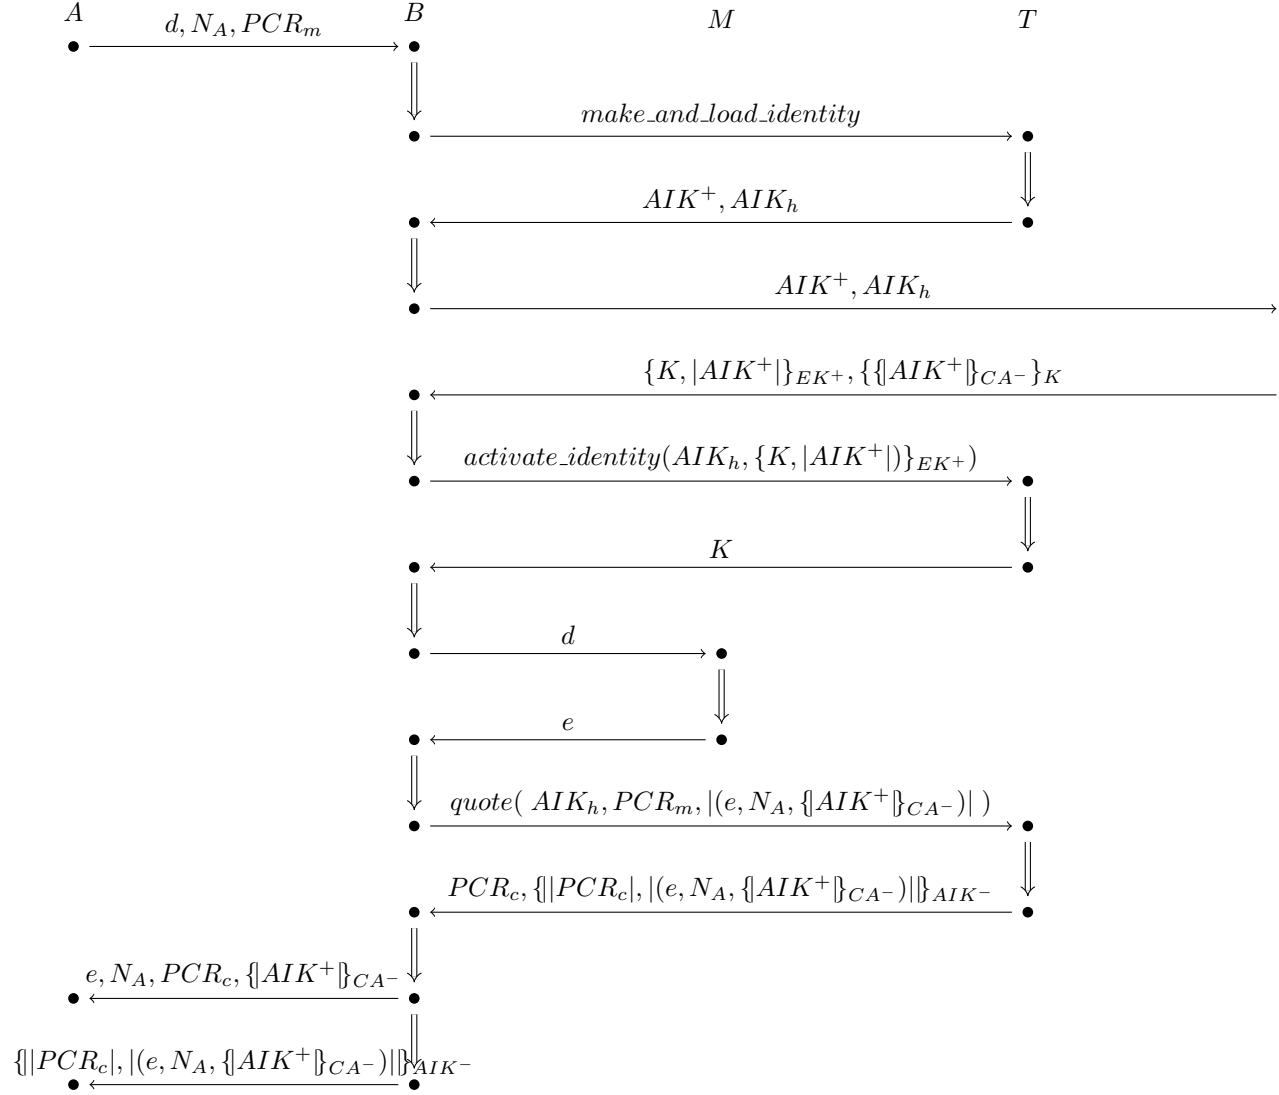 A B M T
d, N_A, PCR_m
make_and_load_identity
AIK^+, AIK_h
AIK^+, AIK_h
{K, |AIK^+|}_{EK^+}, {{|AIK^+|}_{CA^-}}_K
activate_identity(AIK_h, {K, |AIK^+|)}_{EK^+})
K
d
e
quote( AIK_h, PCR_m, |(e, N_A, {|AIK^+|}_{CA^-})| )
PCR_c, {||PCR_c|, |(e, N_A, {|AIK^+|}_{CA^-})||}_{AIK^-}
e, N_A, PCR_c, {|AIK^+|}_{CA^-}
{||PCR_c|, |(e, N_A, {|AIK^+|}_{CA^-})||}_{AIK^-}